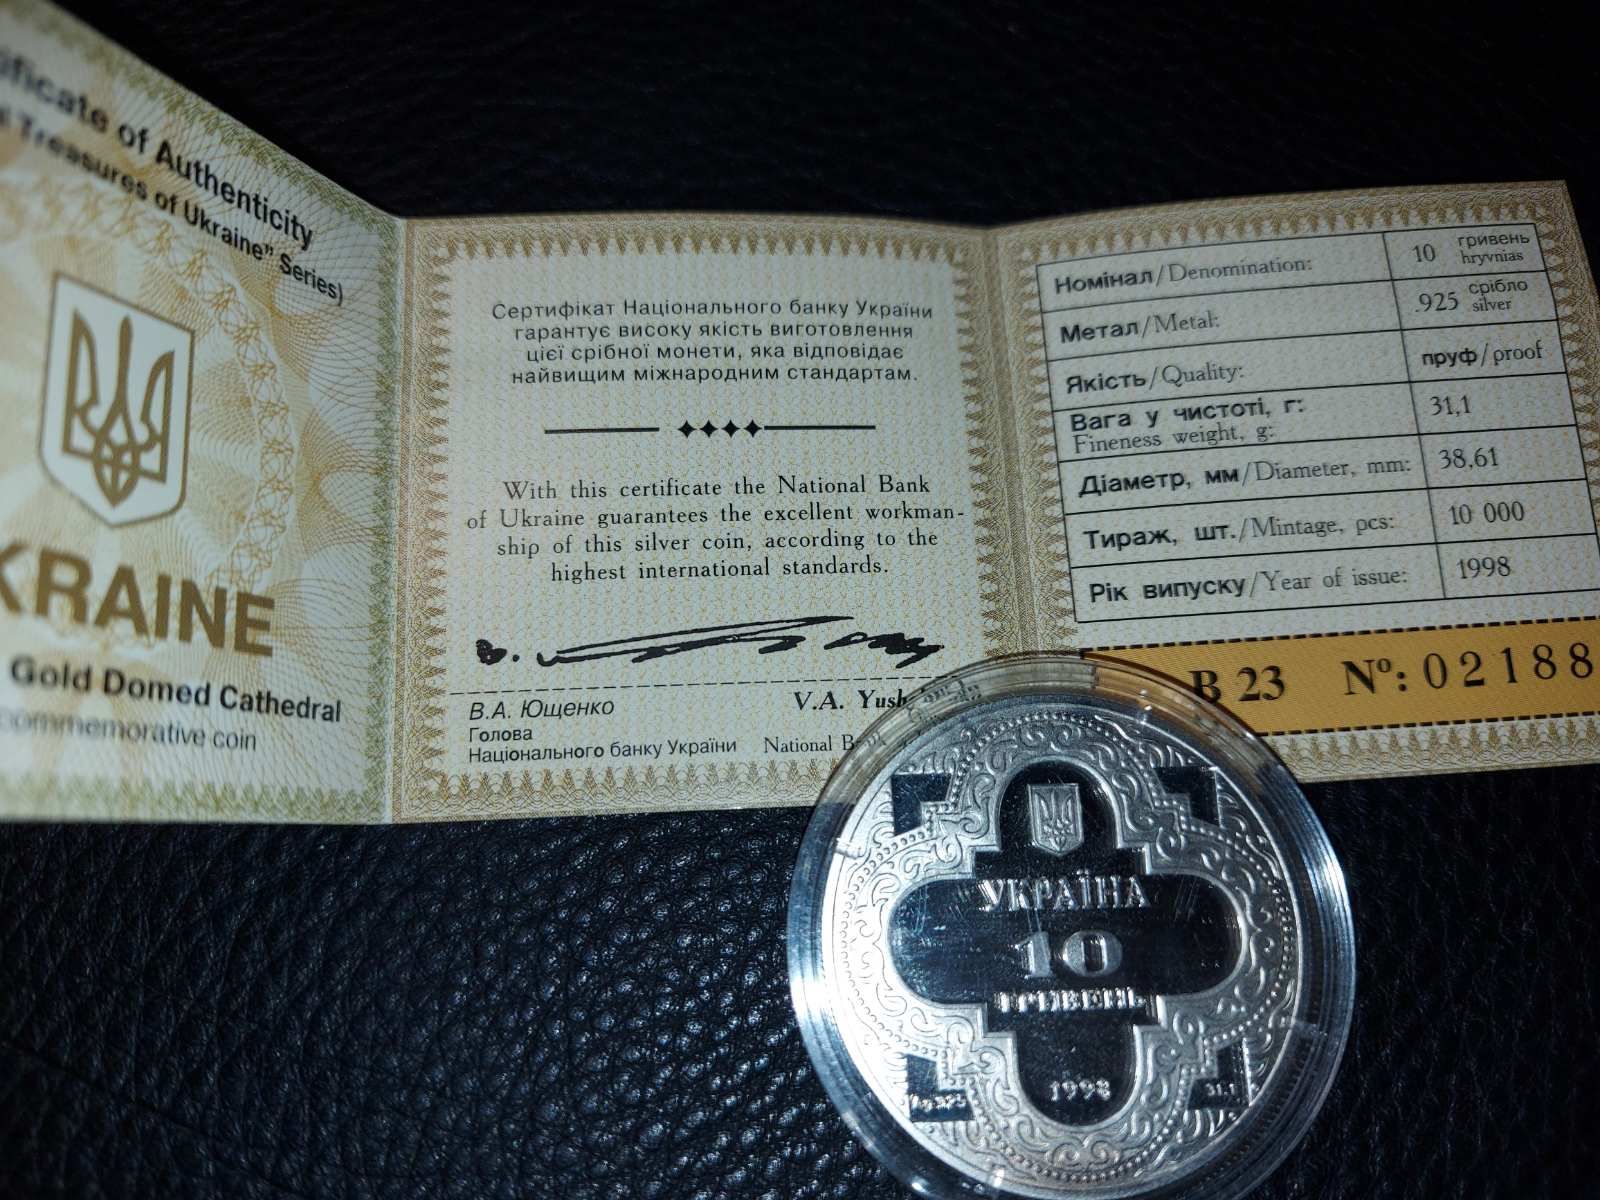 of Authenticity
Treasures of Ukraine” Series)
Gold Domed Cathedral
commemorative coin
Сертифікат Національного банку України
гарантує високу якість виготовлення
цієї срібної монети, яка відповідає
найвищим міжнародним стандартам.
With this certificate the National Bank
of Ukraine guarantees the excellent workman-
ship of this silver coin, according to the
highest international standards.
В.А. Ющенко
Голова
Національного банку України
V.A.
National
Номінал/Denomination: 10 гривень
hryvnias
Метал/Metal: .925 срібло
silver
Якість/Quality: пруф/proof
Вага у чистоті, г: 31,1
Fineness weight, g:
Діаметр, мм/Diameter, mm: 38,61
Тираж, шт./Mintage, pcs: 10 000
Рік випуску/Year of issue: 1998
В 23 Nº: 02188
УКРАЇНА
10
ГРИВЕНЬ
1998
31.1